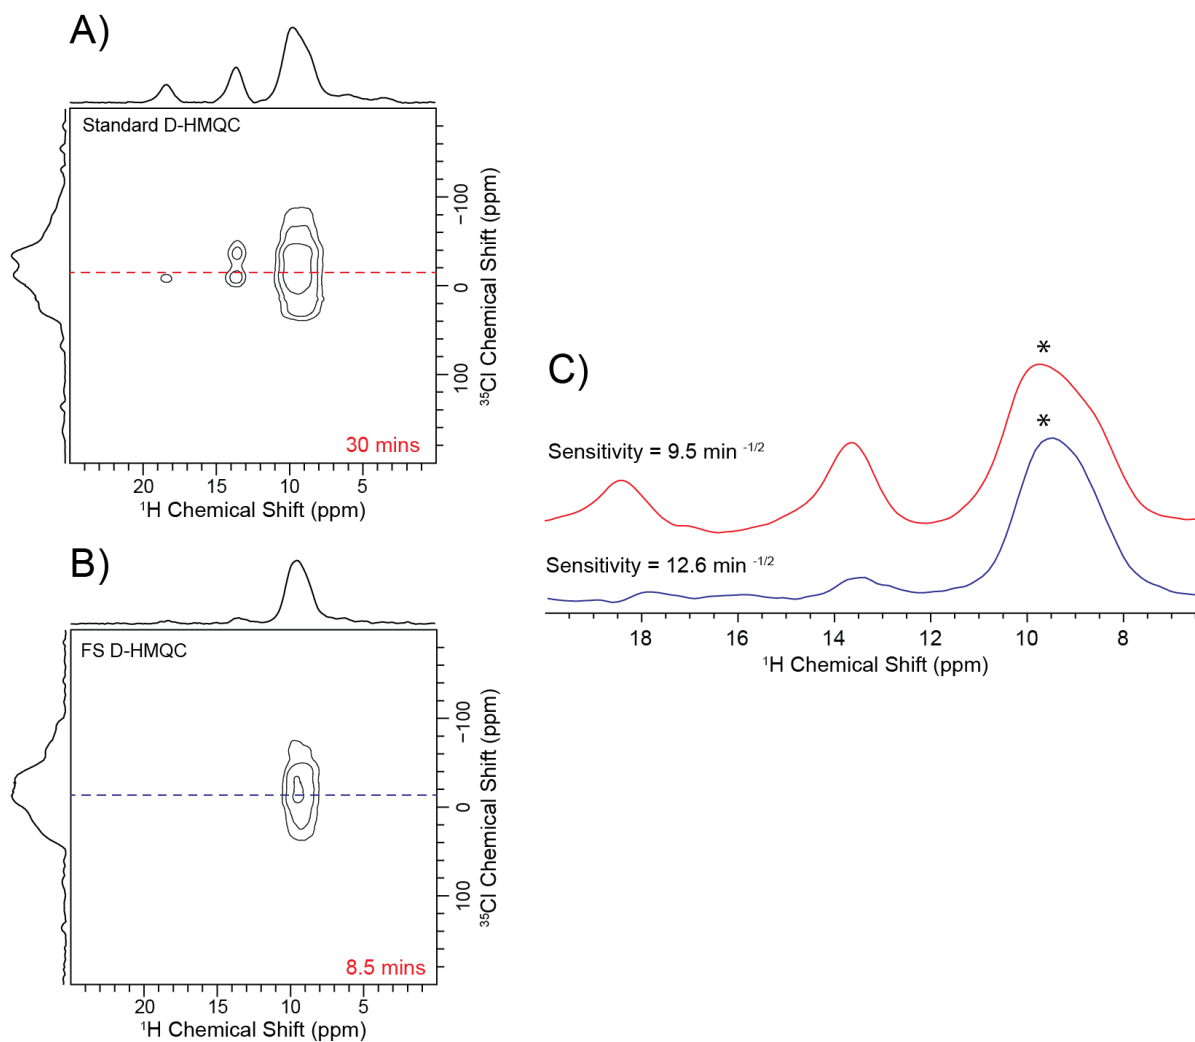 A)
Standard D-HMQC
30 mins
-100
0
100
³⁵Cl Chemical Shift (ppm)
20 15 10 5
¹H Chemical Shift (ppm)
B)
FS D-HMQC
8.5 mins
-100
0
100
³⁵Cl Chemical Shift (ppm)
20 15 10 5
¹H Chemical Shift (ppm)
C)
*
*
Sensitivity = 9.5 min ⁻¹/²
Sensitivity = 12.6 min ⁻¹/²
18 16 14 12 10 8
¹H Chemical Shift (ppm)